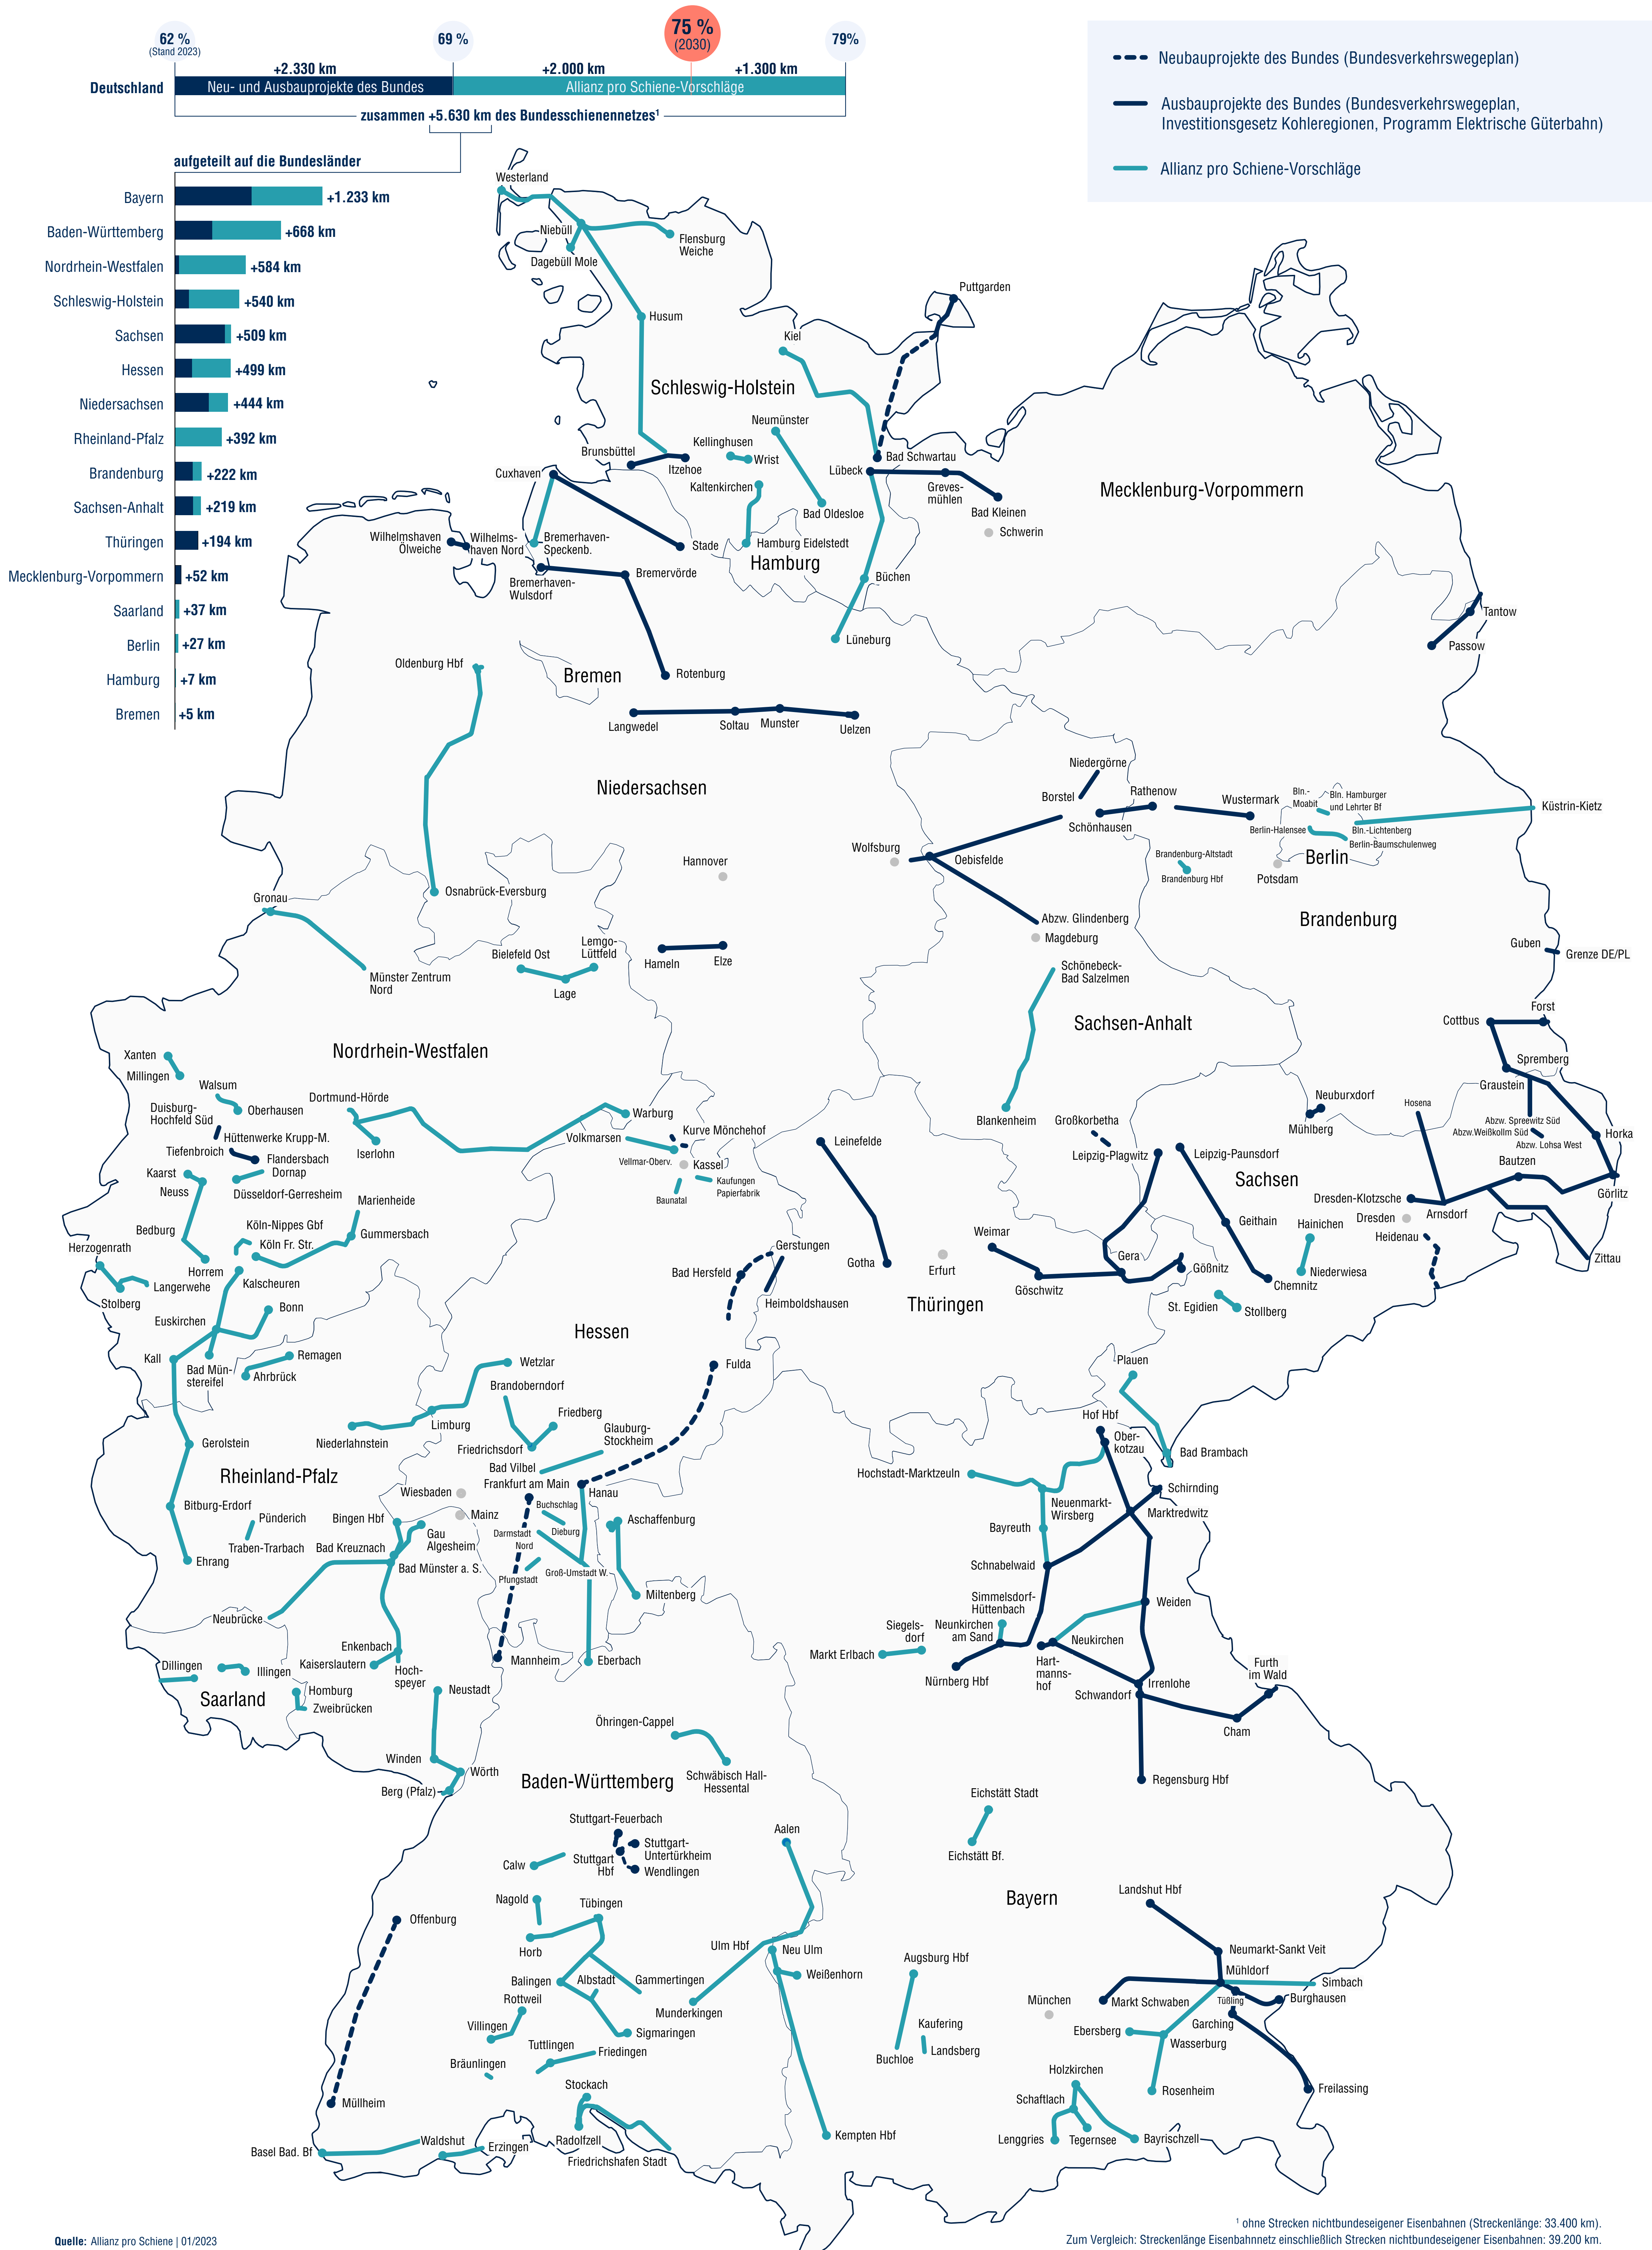 62 %
(Stand 2023)
69 %
75 %
(2030)
79%
+2.330 km
+2.000 km
+1.300 km
Deutschland
Neu- und Ausbauprojekte des Bundes
Allianz pro Schiene-Vorschläge
zusammen +5.630 km des Bundesschienennetzes¹
Neubauprojekte des Bundes (Bundesverkehrswegeplan)
Ausbauprojekte des Bundes (Bundesverkehrswegeplan,
Investitionsgesetz Kohleregionen, Programm Elektrische Güterbahn)
Allianz pro Schiene-Vorschläge
aufgeteilt auf die Bundesländer
Bayern +1.233 km
Baden-Württemberg +668 km
Nordrhein-Westfalen +584 km
Schleswig-Holstein +540 km
Sachsen +509 km
Hessen +499 km
Niedersachsen +444 km
Rheinland-Pfalz +392 km
Brandenburg +222 km
Sachsen-Anhalt +219 km
Thüringen +194 km
Mecklenburg-Vorpommern +52 km
Saarland +37 km
Berlin +27 km
Hamburg +7 km
Bremen +5 km
Westerland
Niebüll
Flensburg
Weiche
Dagebüll Mole
Puttgarden
Husum
Kiel
Schleswig-Holstein
Neumünster
Kellinghusen
Wrist
Brunsbüttel
Itzehoe
Bad Schwartau
Lübeck
Cuxhaven
Kaltenkirchen
Greves-
mühlen
Bad Kleinen
Mecklenburg-Vorpommern
Bad Oldesloe
Schwerin
Wilhelmshaven
Ölweiche
Wilhelms-
haven Nord
Bremerhaven-
Speckenb.
Stade
Hamburg Eidelstedt
Hamburg
Bremerhaven-
Wulsdorf
Bremervörde
Büchen
Tantow
Lüneburg
Passow
Oldenburg Hbf
Bremen
Rotenburg
Langwedel
Soltau
Munster
Uelzen
Niedersachsen
Niedergörne
Borstel
Rathenow
Schönhausen
Wustermark
Bln.-
Moabit
Bln. Hamburger
und Lehrter Bf
Küstrin-Kietz
Berlin-Halensee
Bln.-Lichtenberg
Berlin-Baumschulenweg
Berlin
Wolfsburg
Oebisfelde
Brandenburg-Altstadt
Brandenburg Hbf
Potsdam
Hannover
Osnabrück-Eversburg
Gronau
Abzw. Glindenberg
Magdeburg
Brandenburg
Guben
Grenze DE/PL
Bielefeld Ost
Lemgo-
Lüttfeld
Lage
Hameln
Elze
Münster Zentrum
Nord
Schönebeck-
Bad Salzelmen
Sachsen-Anhalt
Cottbus
Forst
Nordrhein-Westfalen
Xanten
Millingen
Walsum
Oberhausen
Duisburg-
Hochfeld Süd
Dortmund-Hörde
Iserlohn
Warburg
Volkmarsen
Kurve Mönchehof
Vellmar-Oberv.
Kassel
Kaufungen
Papierfabrik
Baunatal
Blankenheim
Großkorbetha
Leipzig-Plagwitz
Leipzig-Paunsdorf
Neuburxdorf
Mühlberg
Hosena
Spremberg
Graustein
Abzw. Spreewitz Süd
Abzw.Weißkollm Süd
Abzw. Lohsa West
Horka
Bautzen
Görlitz
Hüttenwerke Krupp-M.
Tiefenbroich
Flandersbach
Dornap
Düsseldorf-Gerresheim
Kaarst
Neuss
Marienheide
Gummersbach
Bedburg
Köln-Nippes Gbf
Köln Fr. Str.
Horrem
Kalscheuren
Herzogenrath
Langerwehe
Stolberg
Leinefelde
Gotha
Erfurt
Weimar
Göschwitz
Gera
Gößnitz
Sachsen
Geithain
Dresden-Klotzsche
Dresden
Arnsdorf
Heidenau
Hainichen
Niederwiesa
Chemnitz
Zittau
St. Egidien
Stollberg
Gerstungen
Bad Hersfeld
Heimboldshausen
Thüringen
Hessen
Bonn
Euskirchen
Kall
Bad Mün-
stereifel
Ahrbrück
Remagen
Fulda
Wetzlar
Brandoberndorf
Friedberg
Limburg
Niederlahnstein
Friedrichsdorf
Glauburg-
Stockheim
Bad Vilbel
Plauen
Hof Hbf
Ober-
kotzau
Bad Brambach
Gerolstein
Rheinland-Pfalz
Wiesbaden
Frankfurt am Main
Hanau
Hochstadt-Marktzeuln
Schirnding
Bitburg-Erdorf
Pünderich
Traben-Trarbach
Bingen Hbf
Mainz
Gau
Algesheim
Bad Kreuznach
Bad Münster a. S.
Buchschlag
Darmstadt
Nord
Dieburg
Pfungstadt
Groß-Umstadt W.
Aschaffenburg
Miltenberg
Neuenmarkt-
Wirsberg
Marktredwitz
Bayreuth
Schnabelwaid
Ehrang
Neubrücke
Simmelsdorf-
Hüttenbach
Neunkirchen
am Sand
Siegels-
dorf
Markt Erlbach
Nürnberg Hbf
Weiden
Neukirchen
Hart-
manns-
hof
Irrenlohe
Schwandorf
Furth
im Wald
Cham
Enkenbach
Kaiserslautern
Hoch-
speyer
Mannheim
Eberbach
Dillingen
Illingen
Saarland
Homburg
Zweibrücken
Neustadt
Winden
Wörth
Berg (Pfalz)
Öhringen-Cappel
Schwäbisch Hall-
Hessental
Regensburg Hbf
Baden-Württemberg
Eichstätt Stadt
Eichstätt Bf.
Stuttgart-Feuerbach
Stuttgart-
Untertürkheim
Stuttgart
Hbf
Wendlingen
Calw
Aalen
Nagold
Tübingen
Horb
Bayern
Landshut Hbf
Offenburg
Ulm Hbf
Neu Ulm
Weißenhorn
Augsburg Hbf
Neumarkt-Sankt Veit
Mühldorf
Simbach
Balingen
Albstadt
Gammertingen
Rottweil
Munderkingen
München
Markt Schwaben
Tüßling
Burghausen
Garching
Villingen
Sigmaringen
Kaufering
Landsberg
Buchloe
Ebersberg
Wasserburg
Tuttlingen
Friedingen
Bräunlingen
Holzkirchen
Rosenheim
Freilassing
Müllheim
Stockach
Schaftlach
Radolfzell
Friedrichshafen Stadt
Kempten Hbf
Lenggries
Tegernsee
Bayrischzell
Basel Bad. Bf
Waldshut
Erzingen
¹ ohne Strecken nichtbundeseigener Eisenbahnen (Streckenlänge: 33.400 km).
Zum Vergleich: Streckenlänge Eisenbahnnetz einschließlich Strecken nichtbundeseigener Eisenbahnen: 39.200 km.
Quelle: Allianz pro Schiene | 01/2023